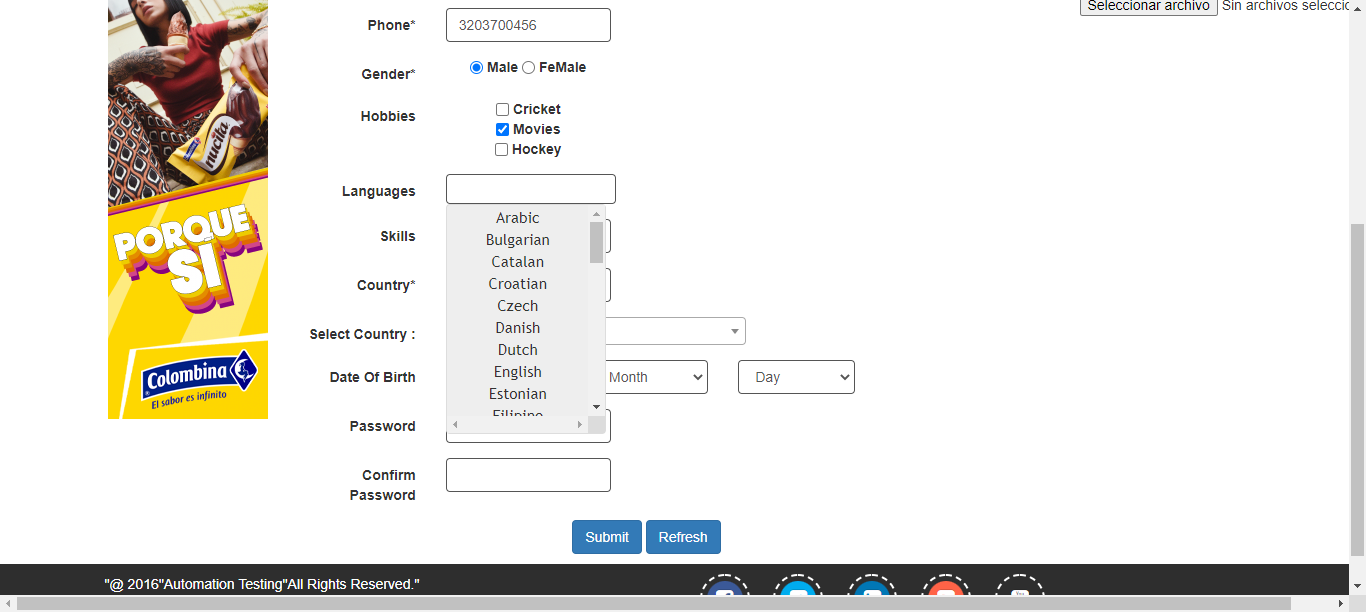 Seleccionar archivo Sin archivos selecci
Phone*
3203700456
Gender*
Male FeMale
Hobbies
Cricket
Movies
Hockey
Languages
Arabic
Bulgarian
Catalan
Croatian
Czech
Danish
Dutch
English
Estonian
Filipino
Skills
Country*
Select Country :
Date Of Birth
Month
Day
Password
Confirm
Password
Submit Refresh
nucita
PORQUE
SÍ
Colombina
El sabor es infinito
"@ 2016"Automation Testing"All Rights Reserved."